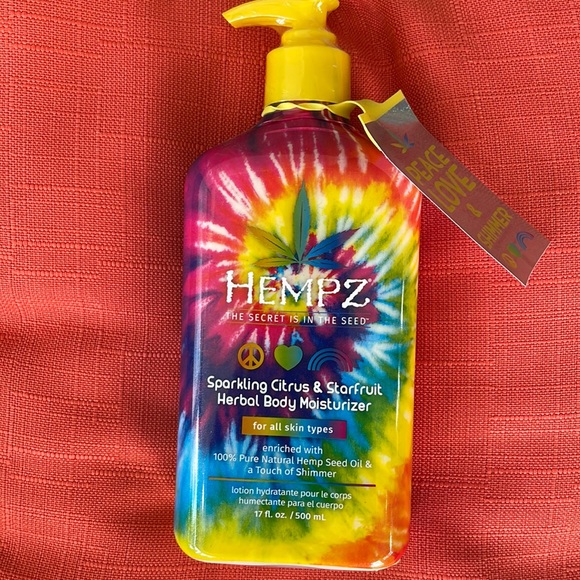 PEACE
LOVE
&
SHIMMER
HEMPZ
THE SECRET IS IN THE SEED™
Sparkling Citrus & Starfruit
Herbal Body Moisturizer
for all skin types
enriched with
100% Pure Natural Hemp Seed Oil &
a Touch of Shimmer
lotion hydratante pour le corps
humectante para el cuerpo
17 fl. oz. / 500 mL